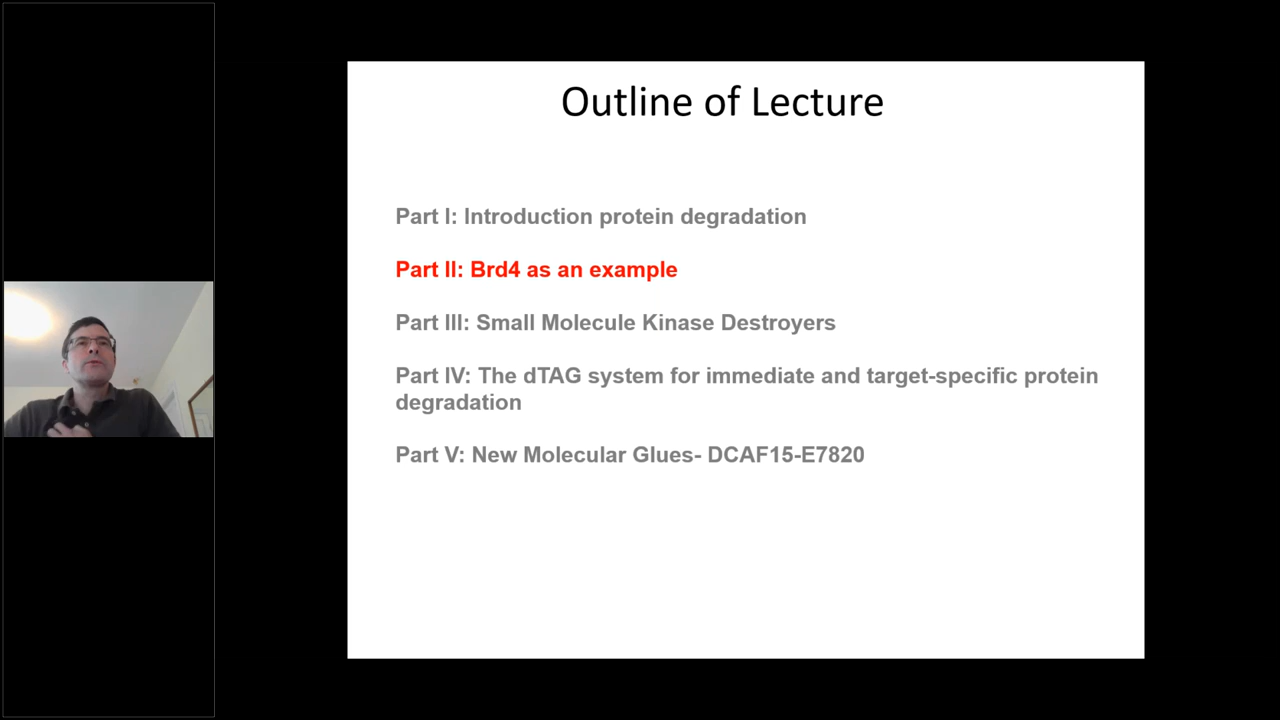 Outline of Lecture
Part I: Introduction protein degradation
Part II: Brd4 as an example
Part III: Small Molecule Kinase Destroyers
Part IV: The dTAG system for immediate and target-specific protein
degradation
Part V: New Molecular Glues- DCAF15-E7820